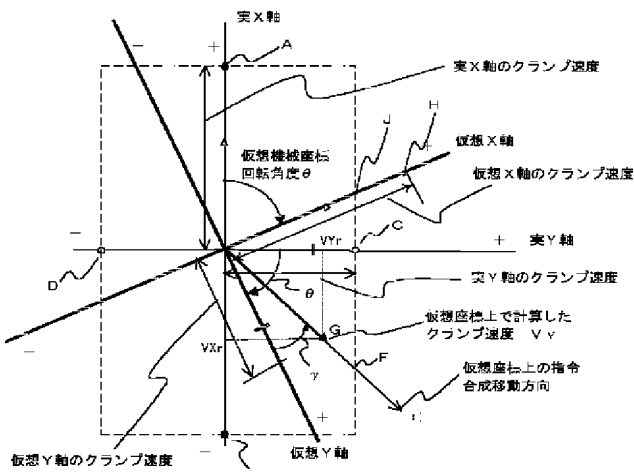 実X軸
A
実X軸のクランプ速度
J
H
仮想X軸
仮想機械座標
回転角度θ
仮想X軸のクランプ速度
VYr
C
実Y軸
D
θ
実Y軸のクランプ速度
G
仮想座標上で計算した
クランプ速度 Vv
VXr
γ
F
仮想座標上の指令
合成移動方向
仮想Y軸
仮想Y軸のクランプ速度